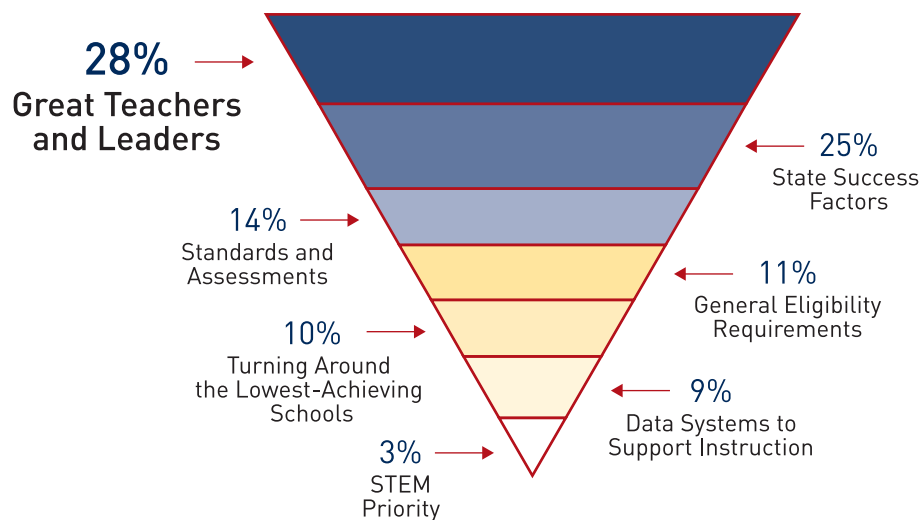 28%
Great Teachers
and Leaders
25%
State Success
Factors
14%
Standards and
Assessments
11%
General Eligibility
Requirements
10%
Turning Around
the Lowest-Achieving
Schools
9%
Data Systems to
Support Instruction
3%
STEM
Priority